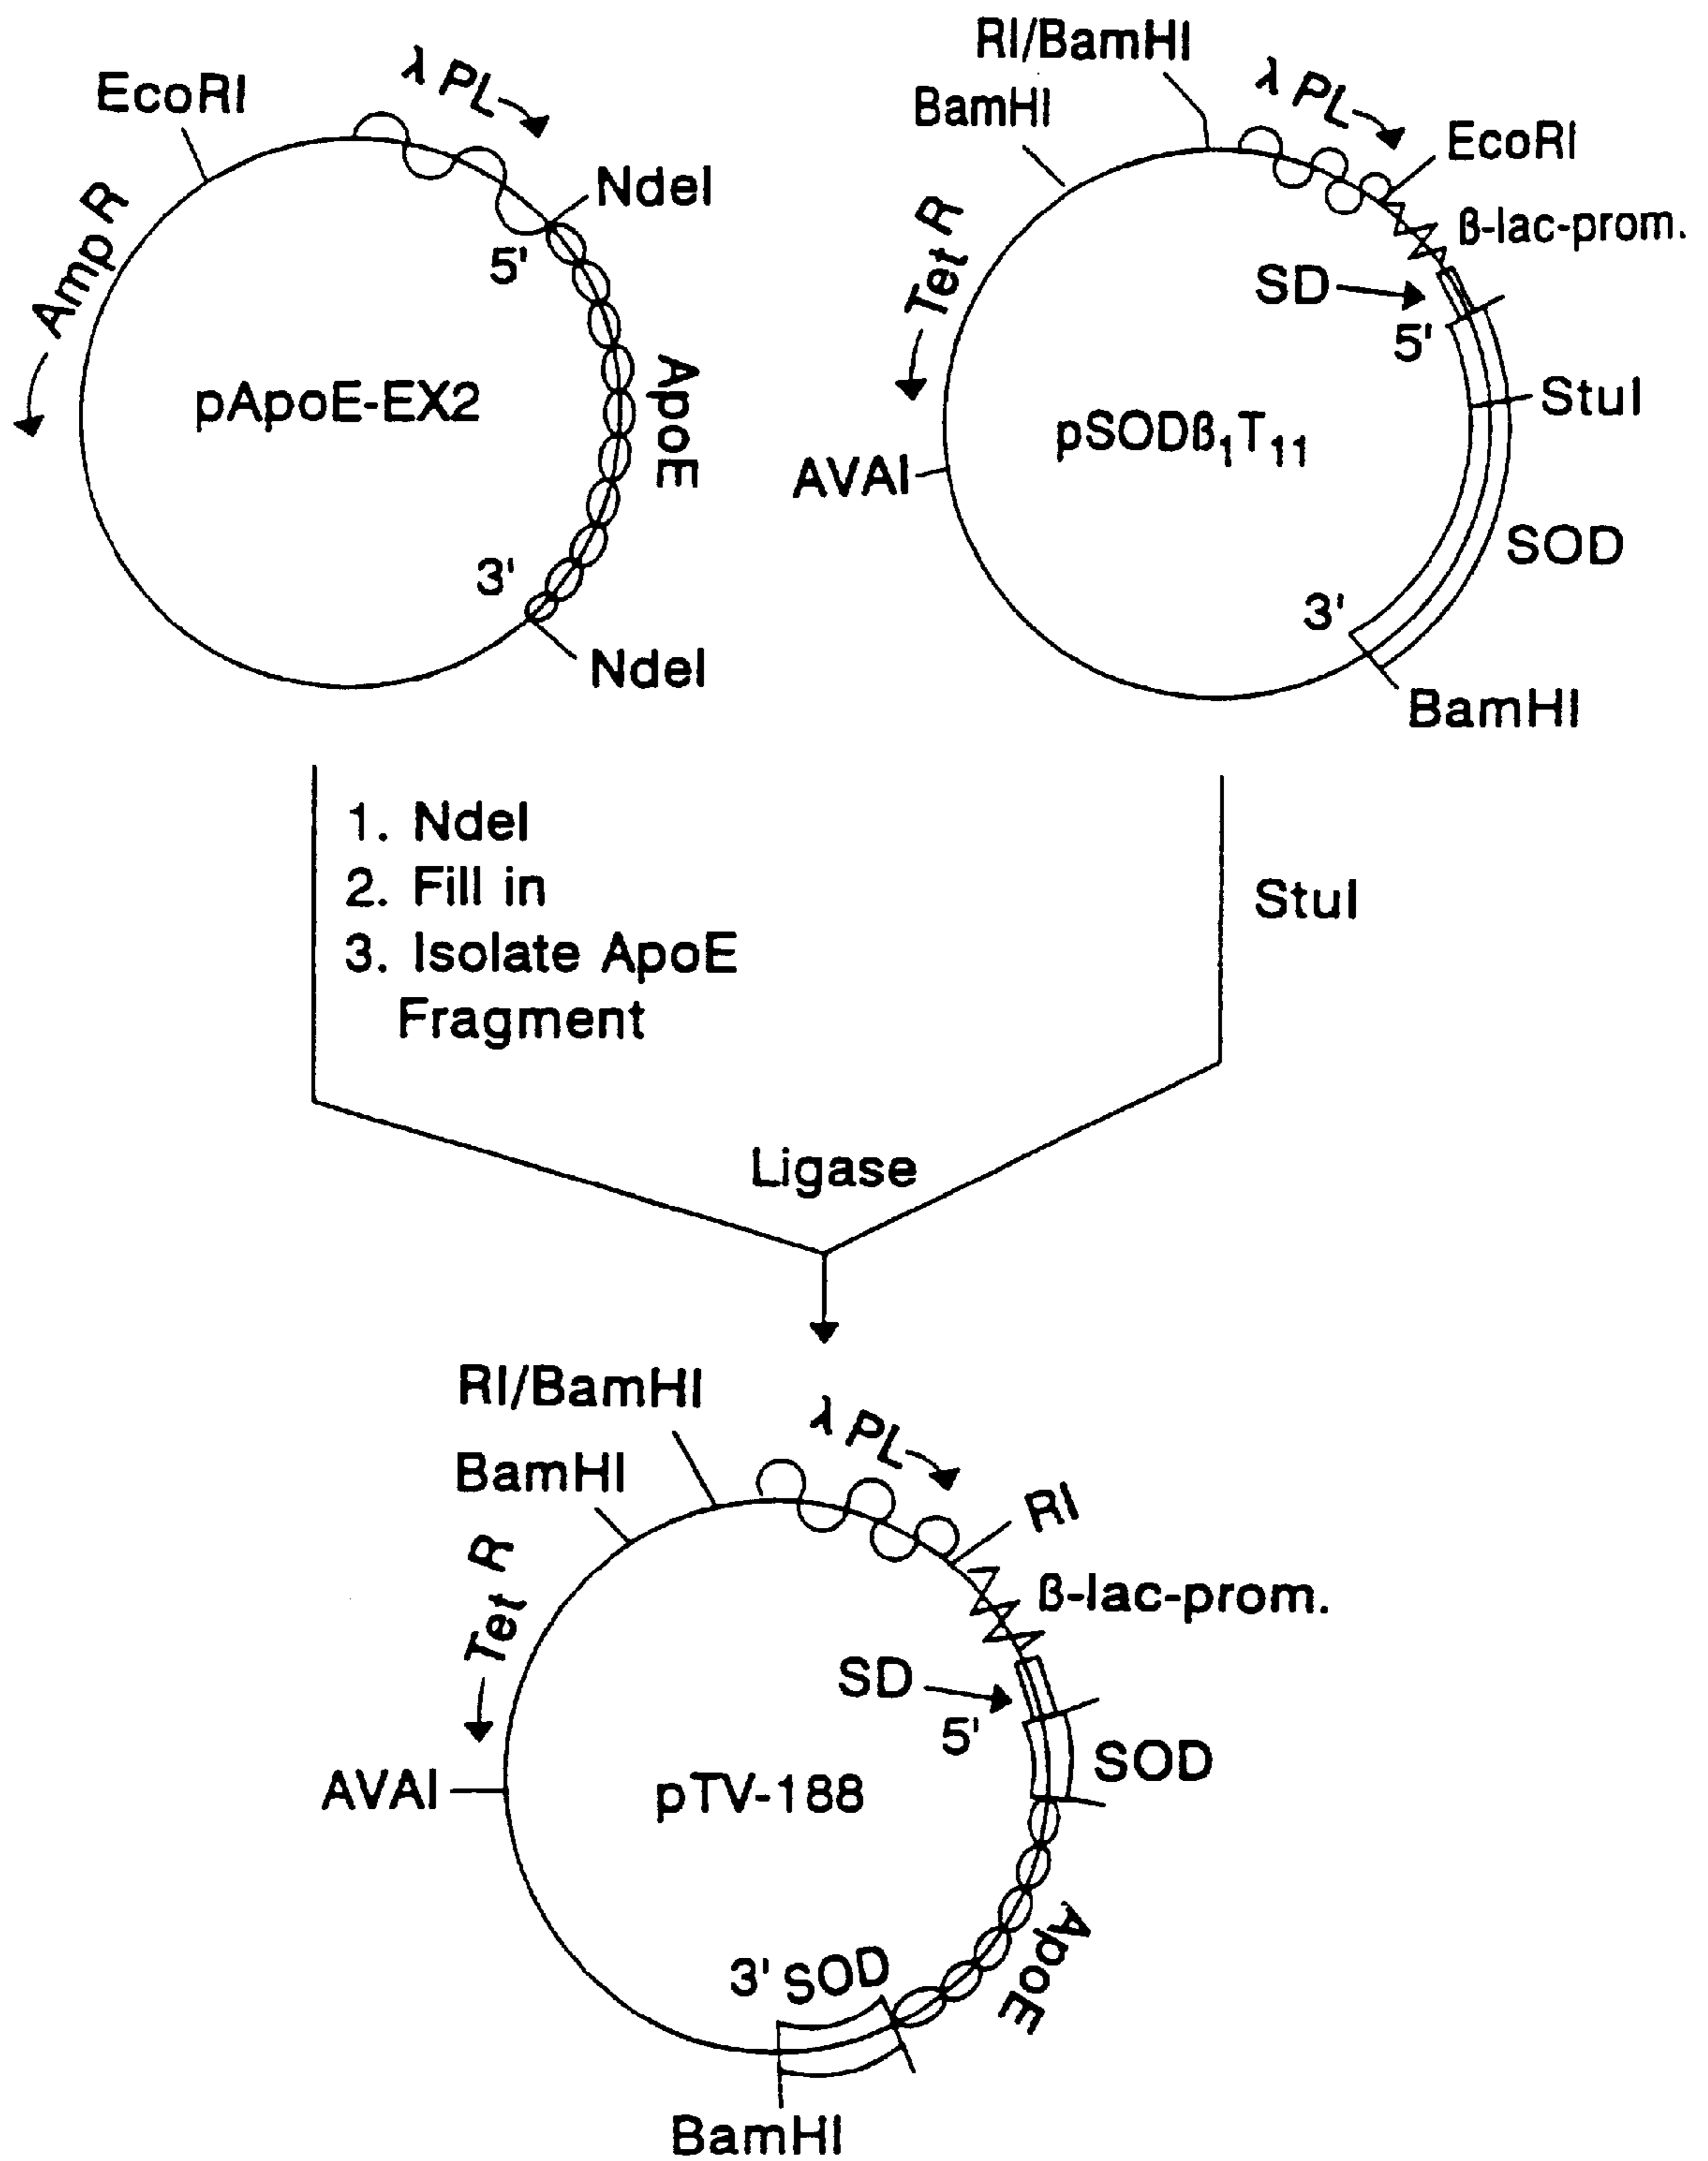 EcoRI
λ PL
NdeI
Amp R
5'
pApoE-EX2
ApoE
3'
NdeI
RI/BamHI
BamHI
λ PL
EcoRI
β-lac-prom.
Tet R
SD
5'
StuI
AVAI
pSODβ₁T₁₁
SOD
3'
BamHI
1. NdeI
2. Fill in
3. Isolate ApoE
Fragment
StuI
Ligase
RI/BamHI
λ PL
BamHI
RI
β-lac-prom.
Tet R
SD
5'
SOD
AVAI
pTV-188
ApoE
3' SOD
BamHI